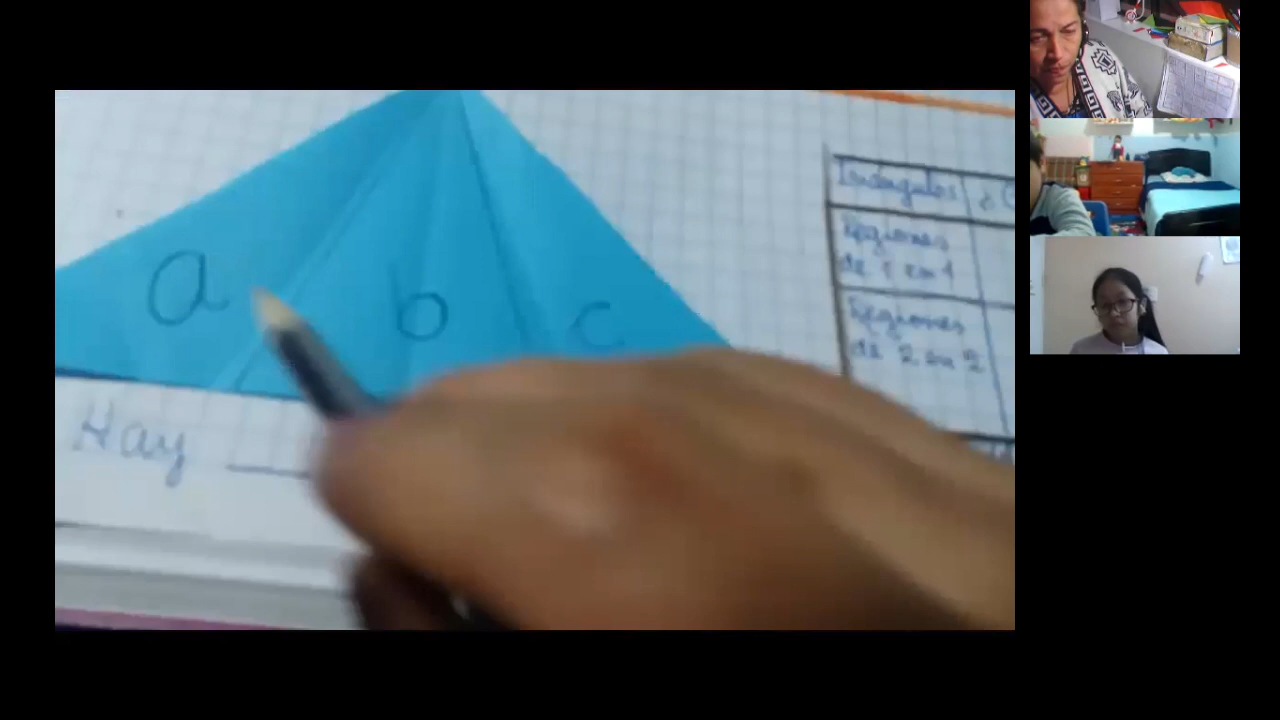 a b c
Hay
Triángulos ¿C
Regiones
de 1 en 1
Regiones
de 2 en 2